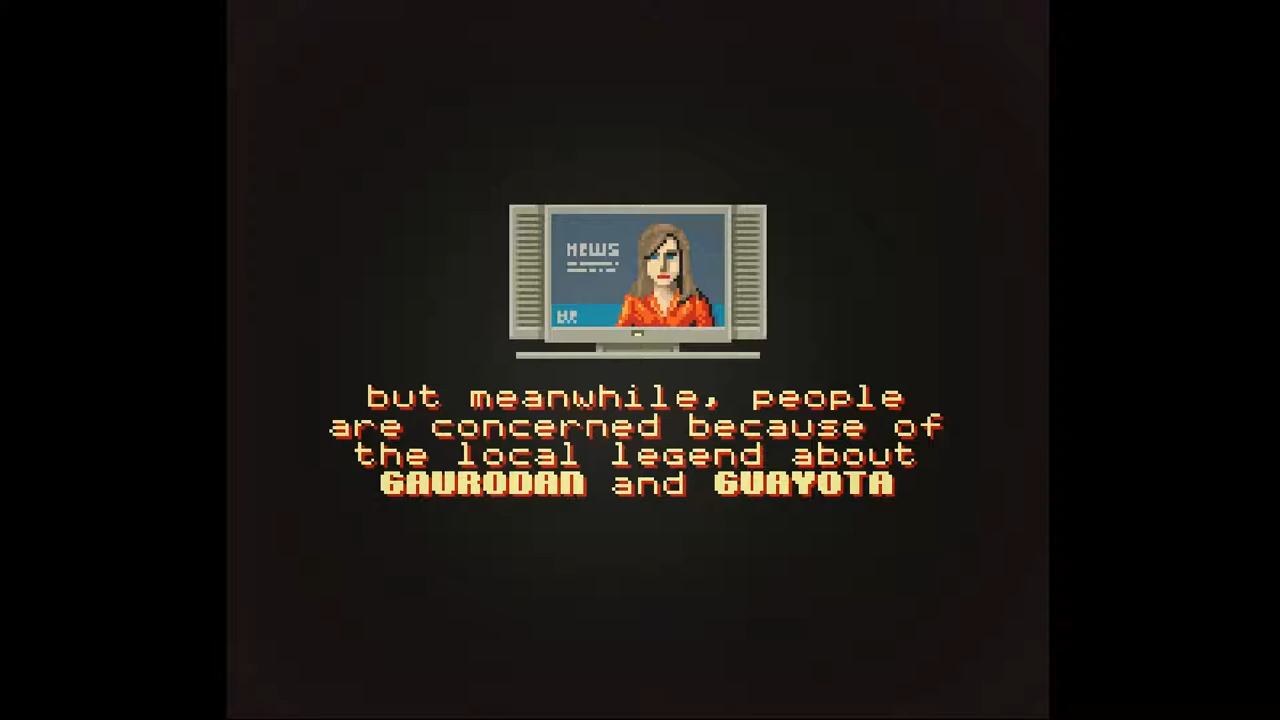 NEWS
but meanwhile, people
are concerned because of
the local legend about
GAURODAN and GUAYOTA